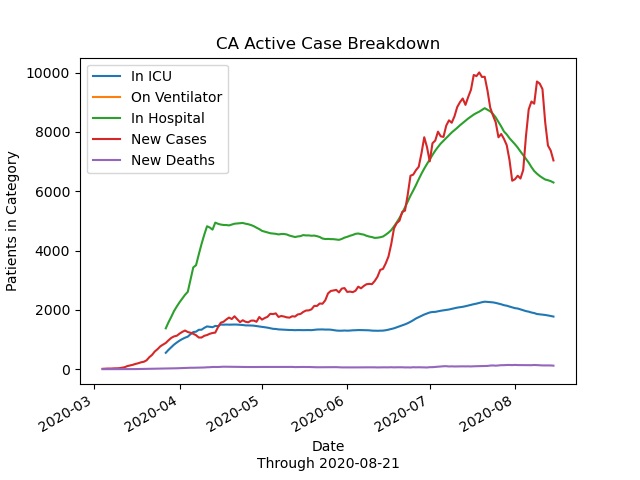 CA Active Case Breakdown
In ICU
On Ventilator
In Hospital
New Cases
New Deaths
Patients in Category
10000
8000
6000
4000
2000
0
2020-03
2020-04
2020-05
2020-06
2020-07
2020-08
Date
Through 2020-08-21